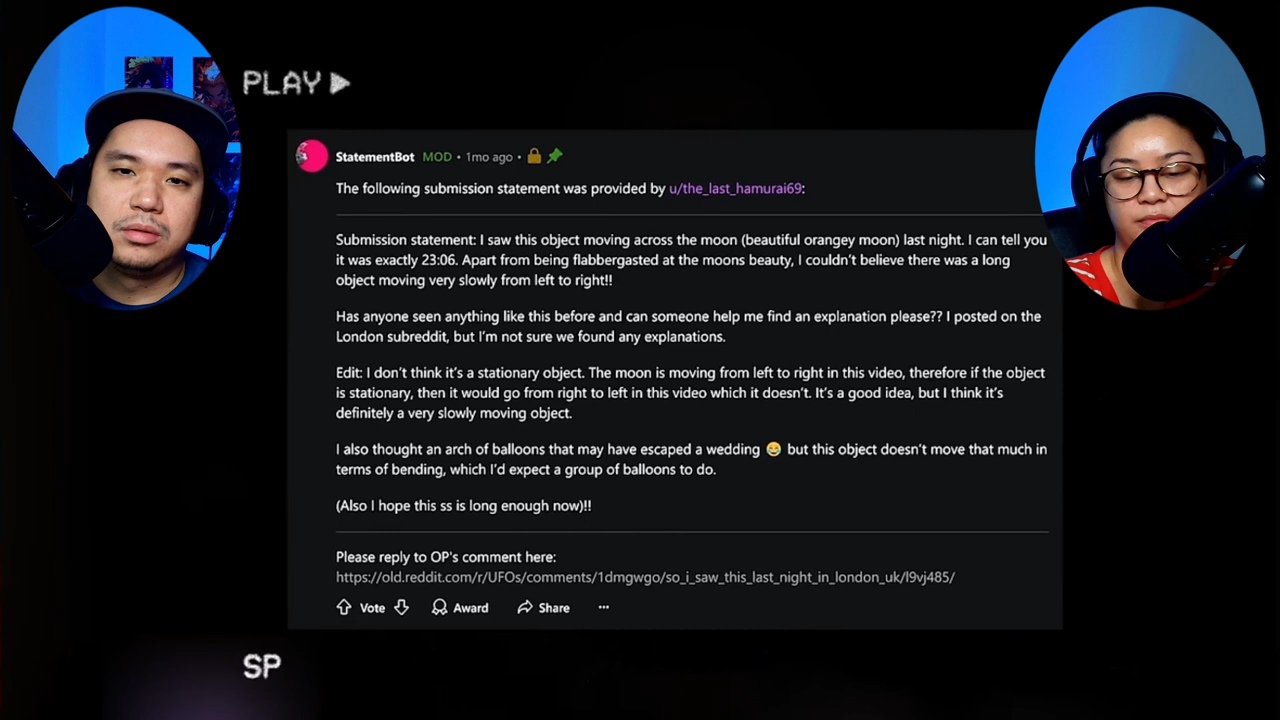 PLAY
StatementBot MOD • 1mo ago •
The following submission statement was provided by u/the_last_hamurai69:
Submission statement: I saw this object moving across the moon (beautiful orangey moon) last night. I can tell you
it was exactly 23:06. Apart from being flabbergasted at the moons beauty, I couldn't believe there was a long
object moving very slowly from left to right!!
Has anyone seen anything like this before and can someone help me find an explanation please?? I posted on the
London subreddit, but I'm not sure we found any explanations.
Edit: I don't think it's a stationary object. The moon is moving from left to right in this video, therefore if the object
is stationary, then it would go from right to left in this video which it doesn't. It's a good idea, but I think it's
definitely a very slowly moving object.
I also thought an arch of balloons that may have escaped a wedding 😂 but this object doesn't move that much in
terms of bending, which I'd expect a group of balloons to do.
(Also I hope this ss is long enough now)!!
Please reply to OP's comment here:
https://old.reddit.com/r/UFOs/comments/1dmgwgo/so_i_saw_this_last_night_in_london_uk/l9vj485/
Vote Award Share ...
SP